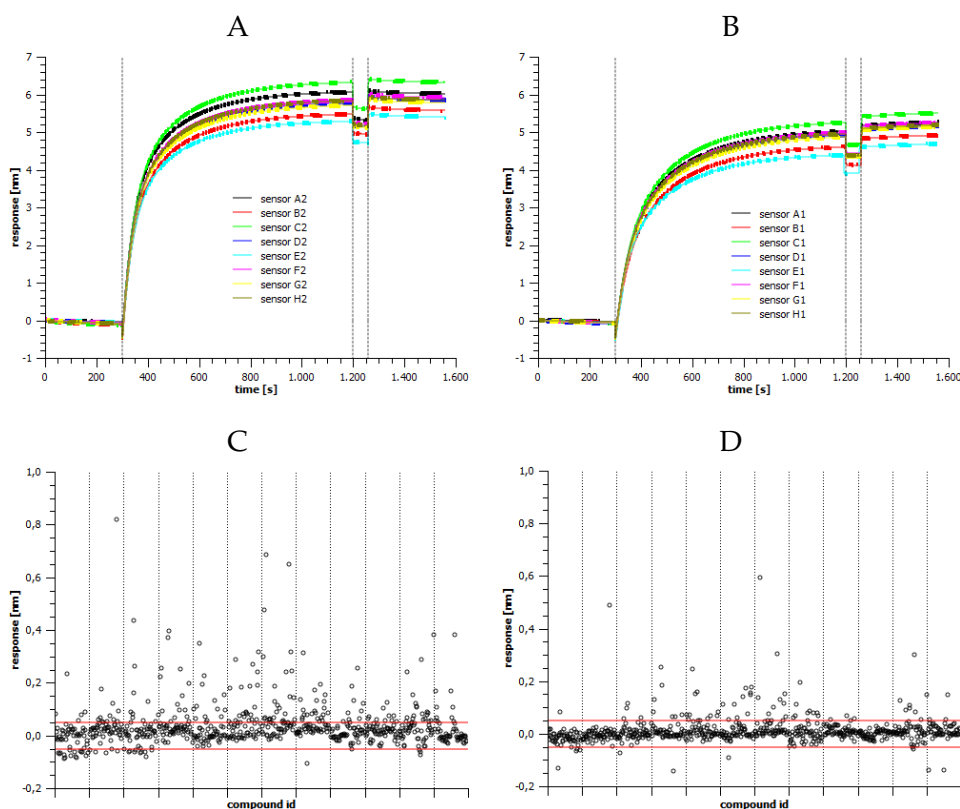 A
7
6
5
4
3
2
1
0
-1
response [nm]
sensor A2
sensor B2
sensor C2
sensor D2
sensor E2
sensor F2
sensor G2
sensor H2
0 200 400 600 800 1.000 1.200 1.400 1.600
time [s]
B
7
6
5
4
3
2
1
0
-1
response [nm]
sensor A1
sensor B1
sensor C1
sensor D1
sensor E1
sensor F1
sensor G1
sensor H1
0 200 400 600 800 1.000 1.200 1.400 1.600
time [s]
C
1,0
0,8
0,6
0,4
0,2
0,0
-0,2
response [nm]
compound id
D
1,0
0,8
0,6
0,4
0,2
0,0
-0,2
response [nm]
compound id